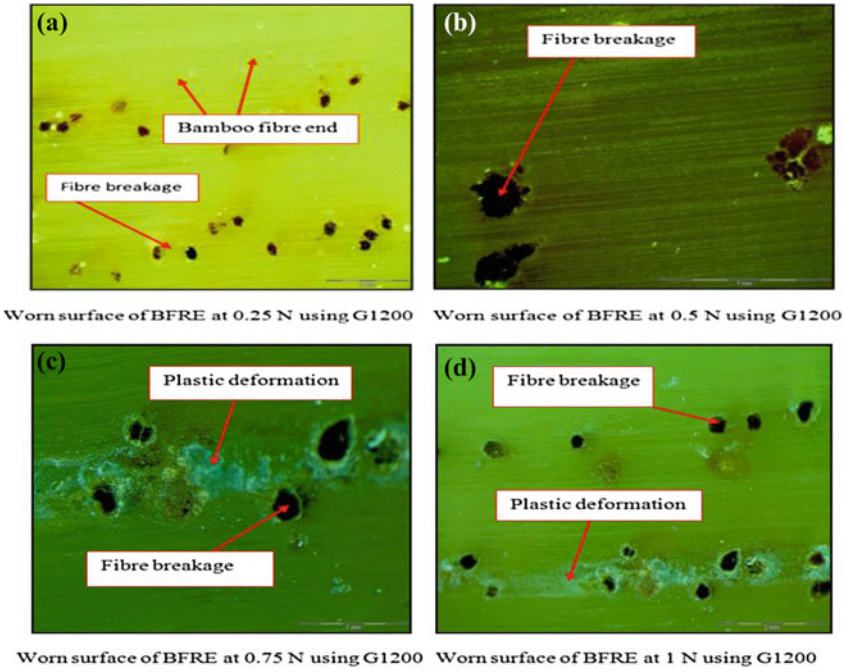 (a)
Bamboo fibre end
Fibre breakage
Worn surface of BFRE at 0.25 N using G1200
(b)
Fibre breakage
Worn surface of BFRE at 0.5 N using G1200
(c)
Plastic deformation
Fibre breakage
Worn surface of BFRE at 0.75 N using G1200
(d)
Fibre breakage
Plastic deformation
Worn surface of BFRE at 1 N using G1200